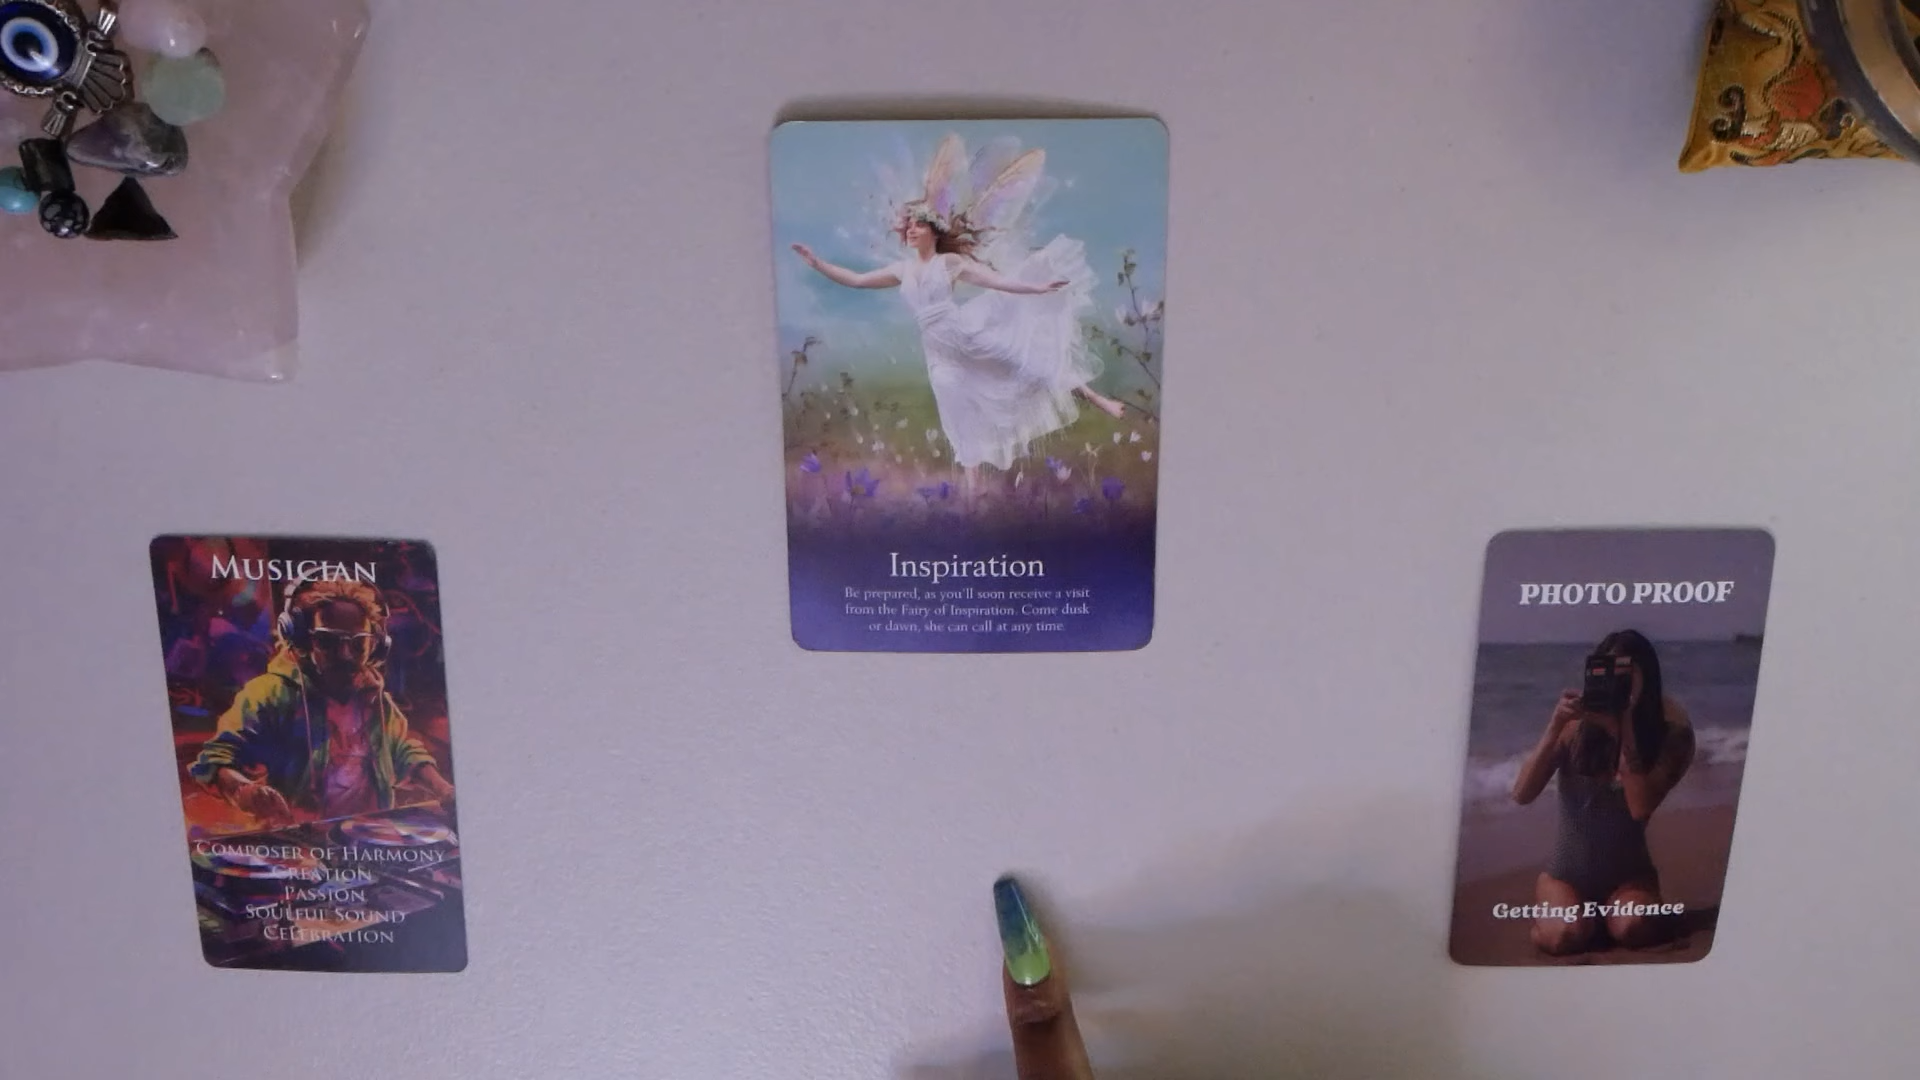 Inspiration
Be prepared, as you'll soon receive a visit
from the Fairy of Inspiration. Come dusk
or dawn, she can call at any time.
MUSICIAN
COMPOSER OF HARMONY
CREATION
PASSION
SOULFUL SOUND
CELEBRATION
PHOTO PROOF
Getting Evidence